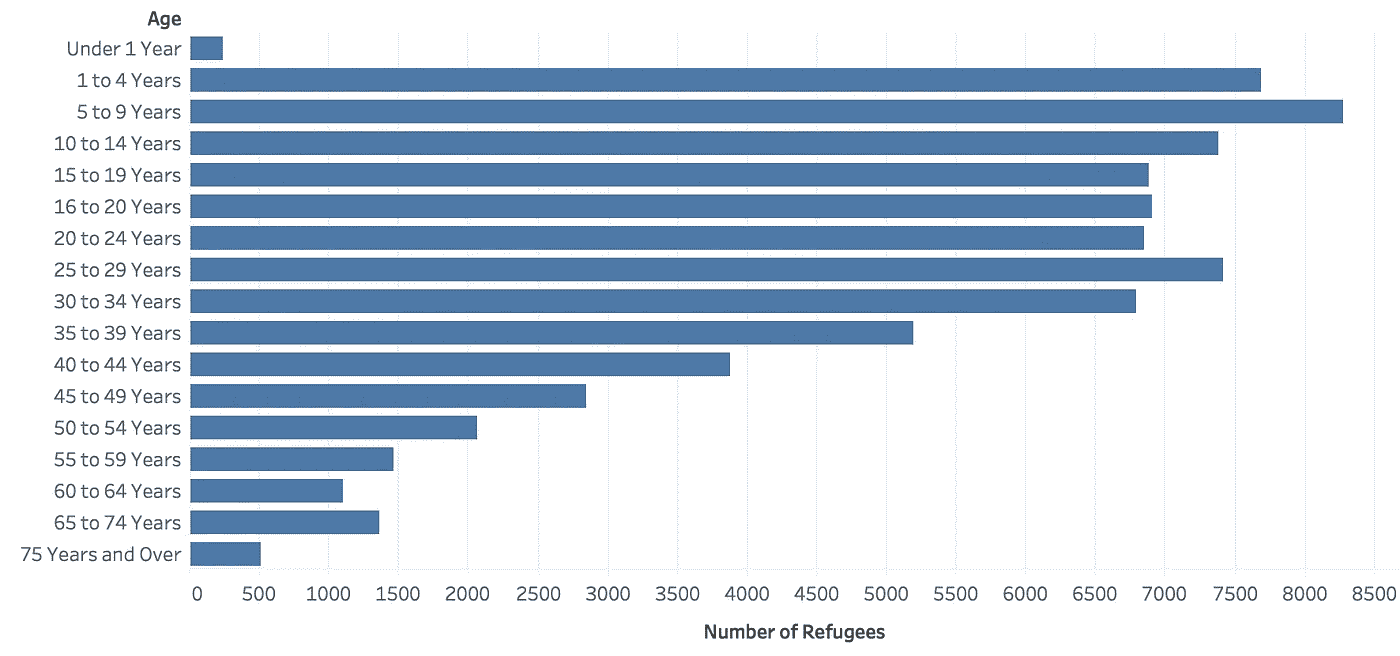 Age
Under 1 Year
1 to 4 Years
5 to 9 Years
10 to 14 Years
15 to 19 Years
16 to 20 Years
20 to 24 Years
25 to 29 Years
30 to 34 Years
35 to 39 Years
40 to 44 Years
45 to 49 Years
50 to 54 Years
55 to 59 Years
60 to 64 Years
65 to 74 Years
75 Years and Over
0 500 1000 1500 2000 2500 3000 3500 4000 4500 5000 5500 6000 6500 7000 7500 8000 8500
Number of Refugees